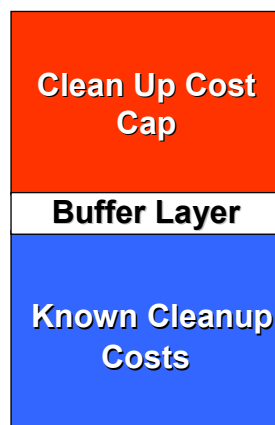 Clean Up Cost
Cap
Buffer Layer
Known Cleanup
Costs